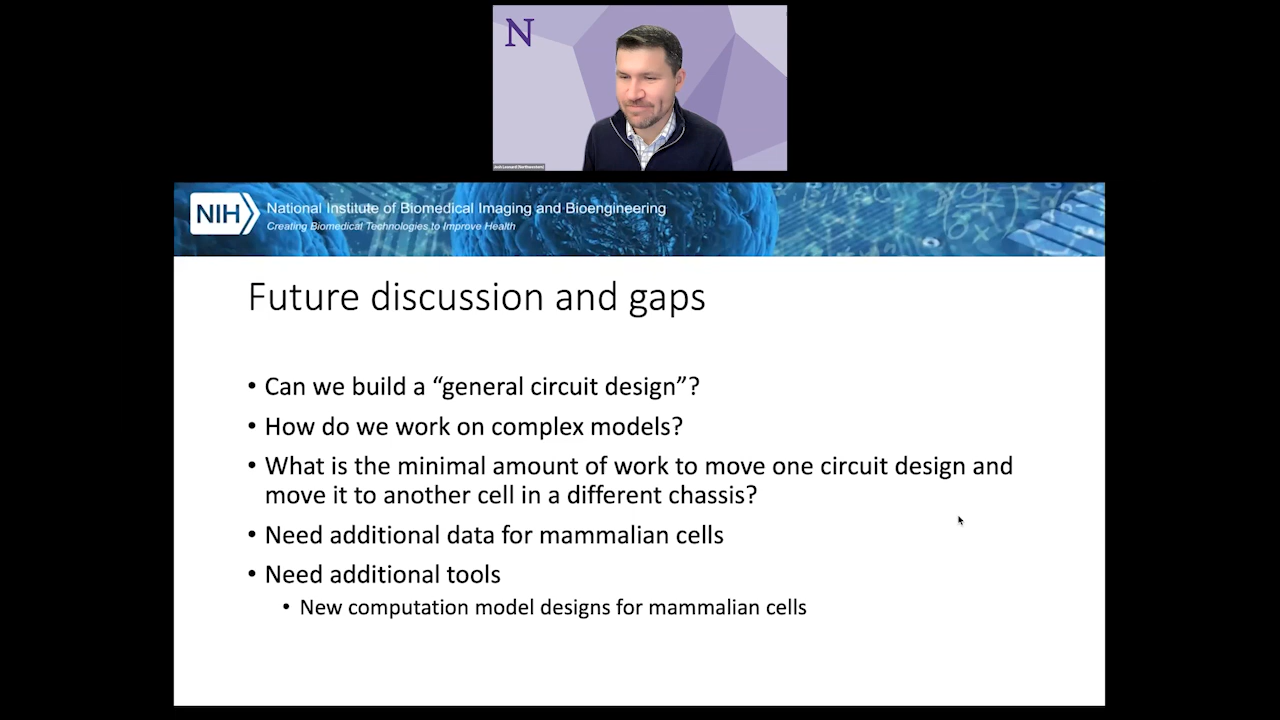 N
Josh Leonard (Northwestern)
NIH
National Institute of Biomedical Imaging and Bioengineering
Creating Biomedical Technologies to Improve Health
Future discussion and gaps
• Can we build a “general circuit design”?
• How do we work on complex models?
• What is the minimal amount of work to move one circuit design and
move it to another cell in a different chassis?
• Need additional data for mammalian cells
• Need additional tools
• New computation model designs for mammalian cells